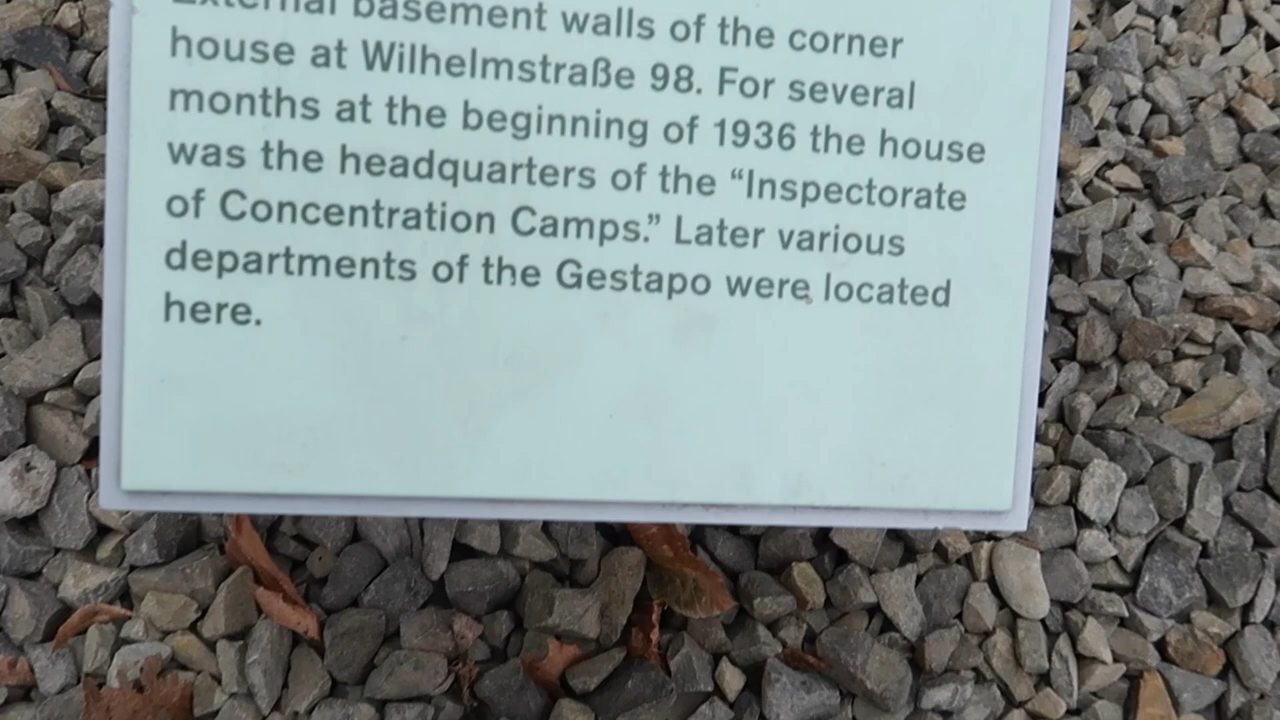 External basement walls of the corner
house at Wilhelmstraße 98. For several
months at the beginning of 1936 the house
was the headquarters of the “Inspectorate
of Concentration Camps.” Later various
departments of the Gestapo were located
here.